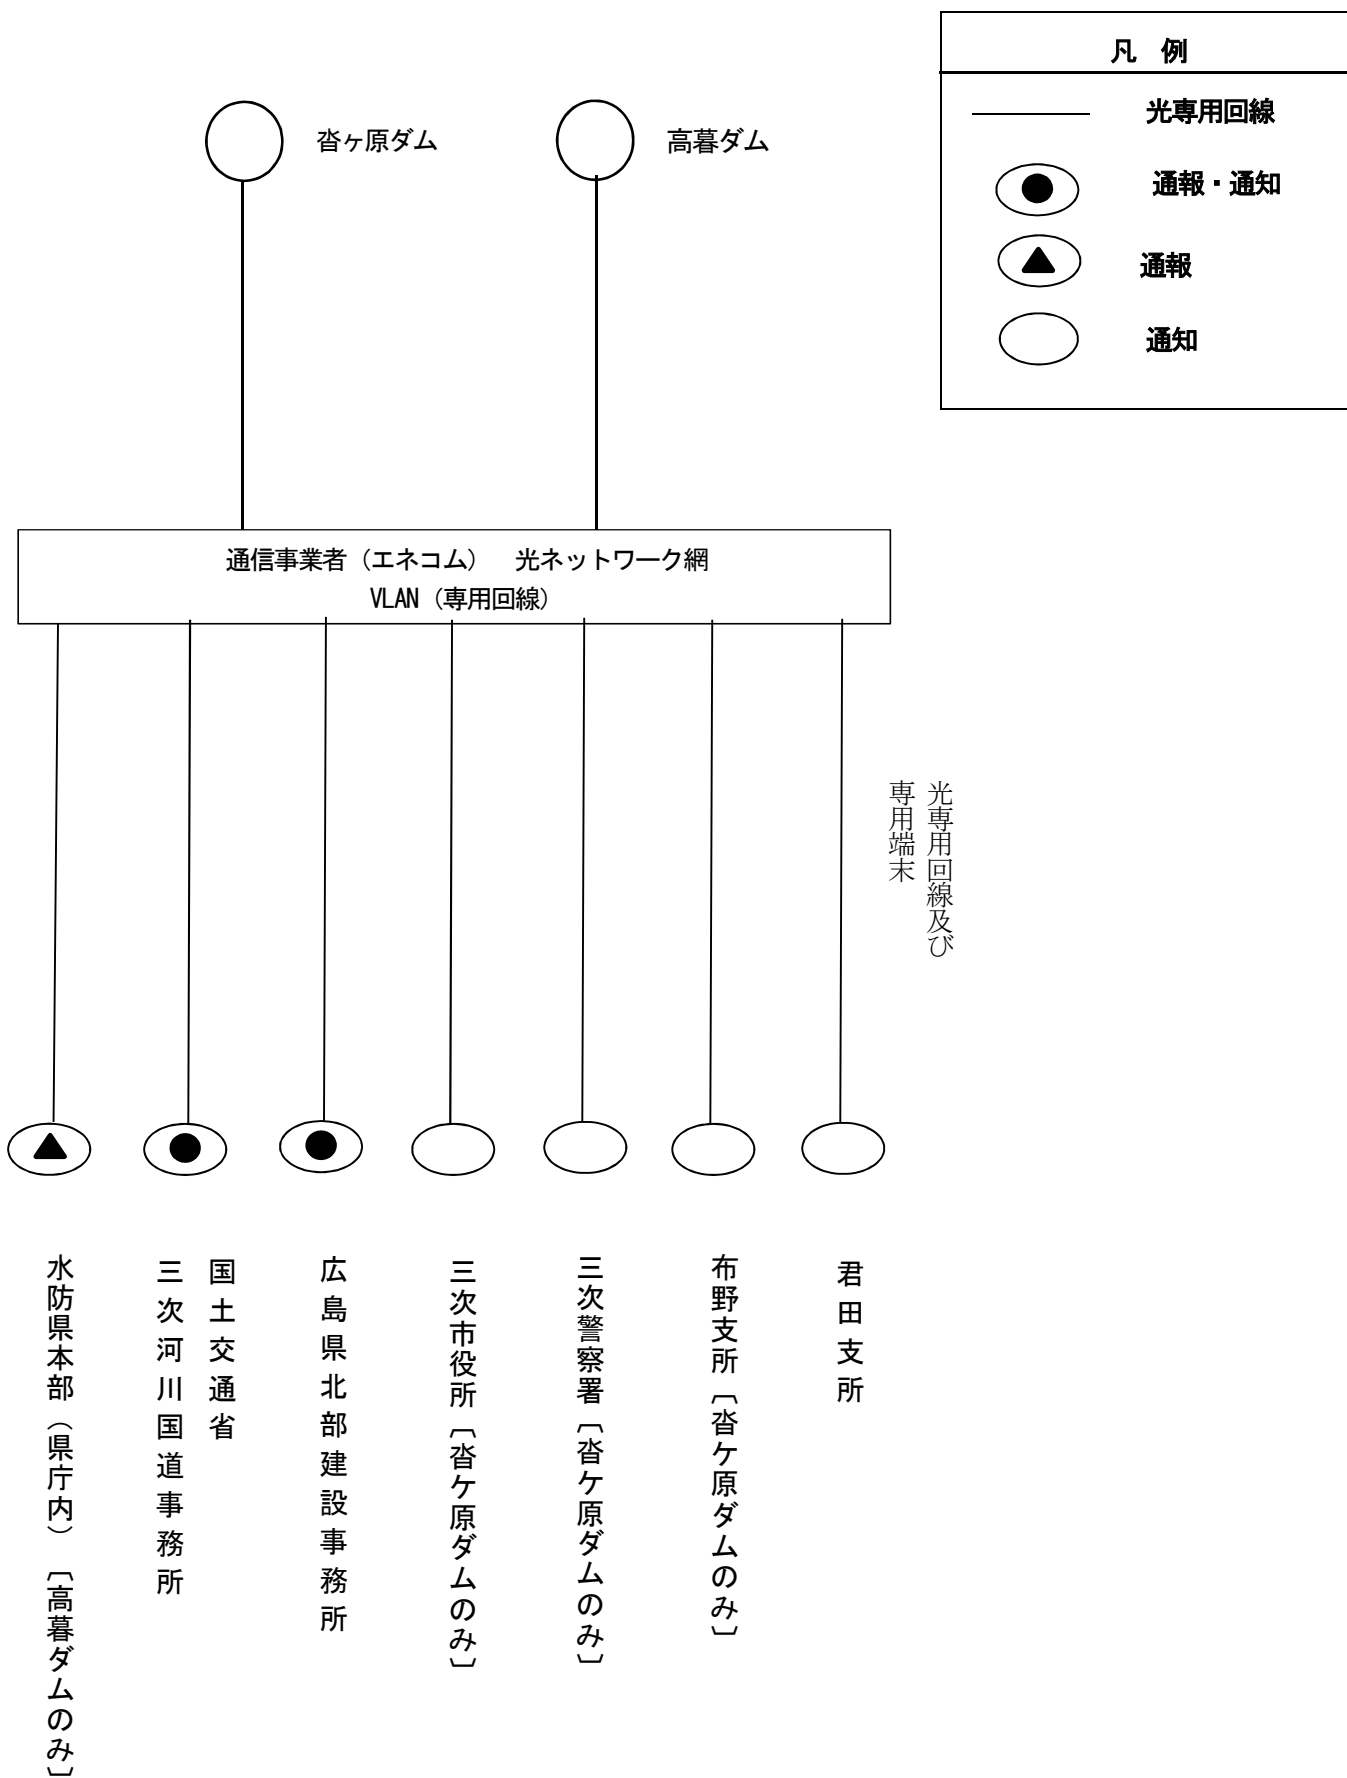 凡 例
光専用回線
通報・通知
通報
通知
沓ヶ原ダム
高暮ダム
通信事業者（エネコム） 光ネットワーク網
VLAN（専用回線）
光専用回線及び
専用端末
水防県本部（県庁内）〔高暮ダムのみ〕
国土交通省
三次河川国道事務所
広島県北部建設事務所
三次市役所〔沓ケ原ダムのみ〕
三次警察署〔沓ケ原ダムのみ〕
布野支所〔沓ケ原ダムのみ〕
君田支所